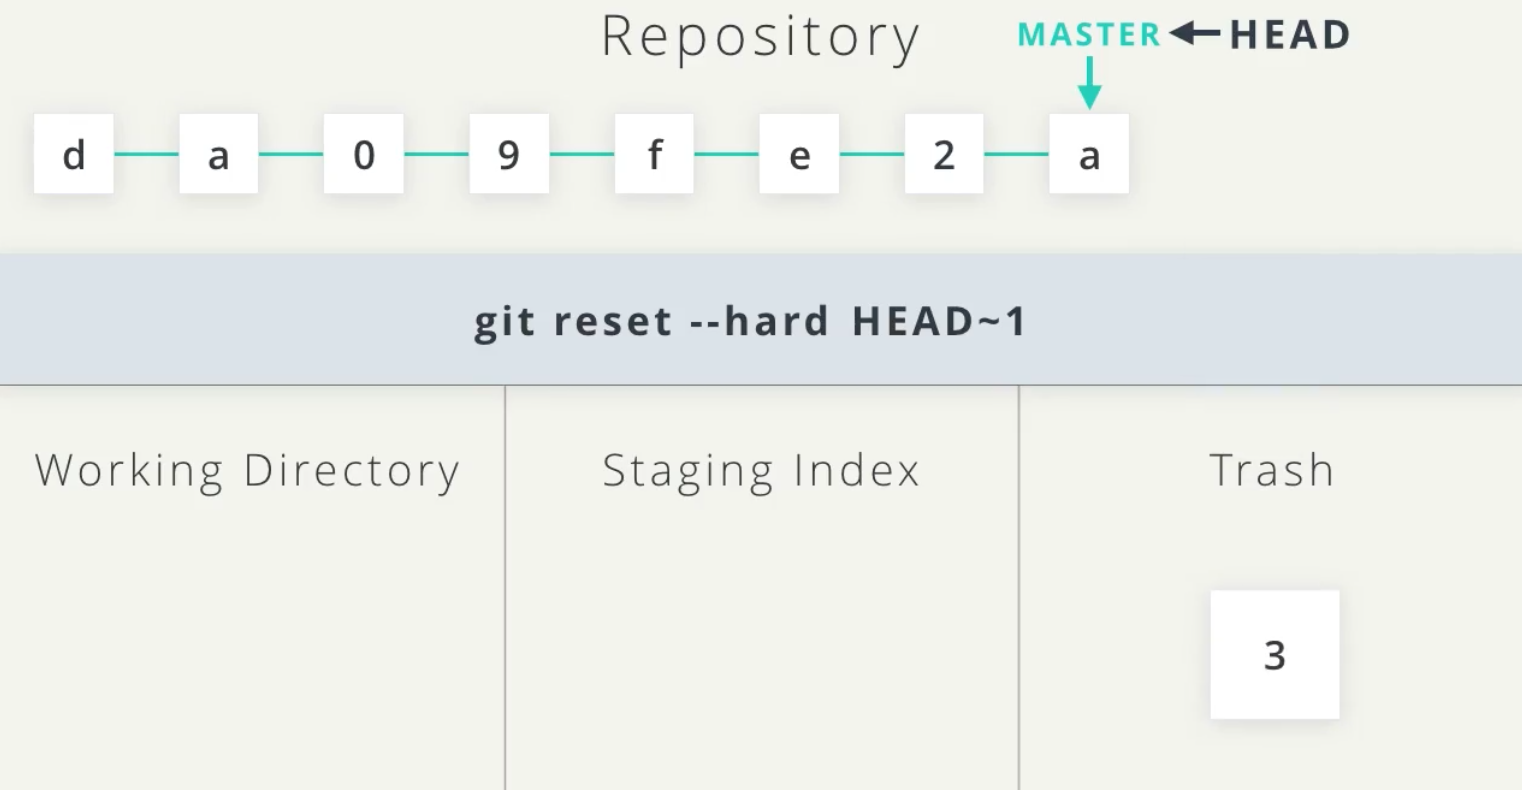 Repository
MASTER HEAD
d a 0 9 f e 2 a
git reset --hard HEAD~1
Working Directory
Staging Index
Trash
3